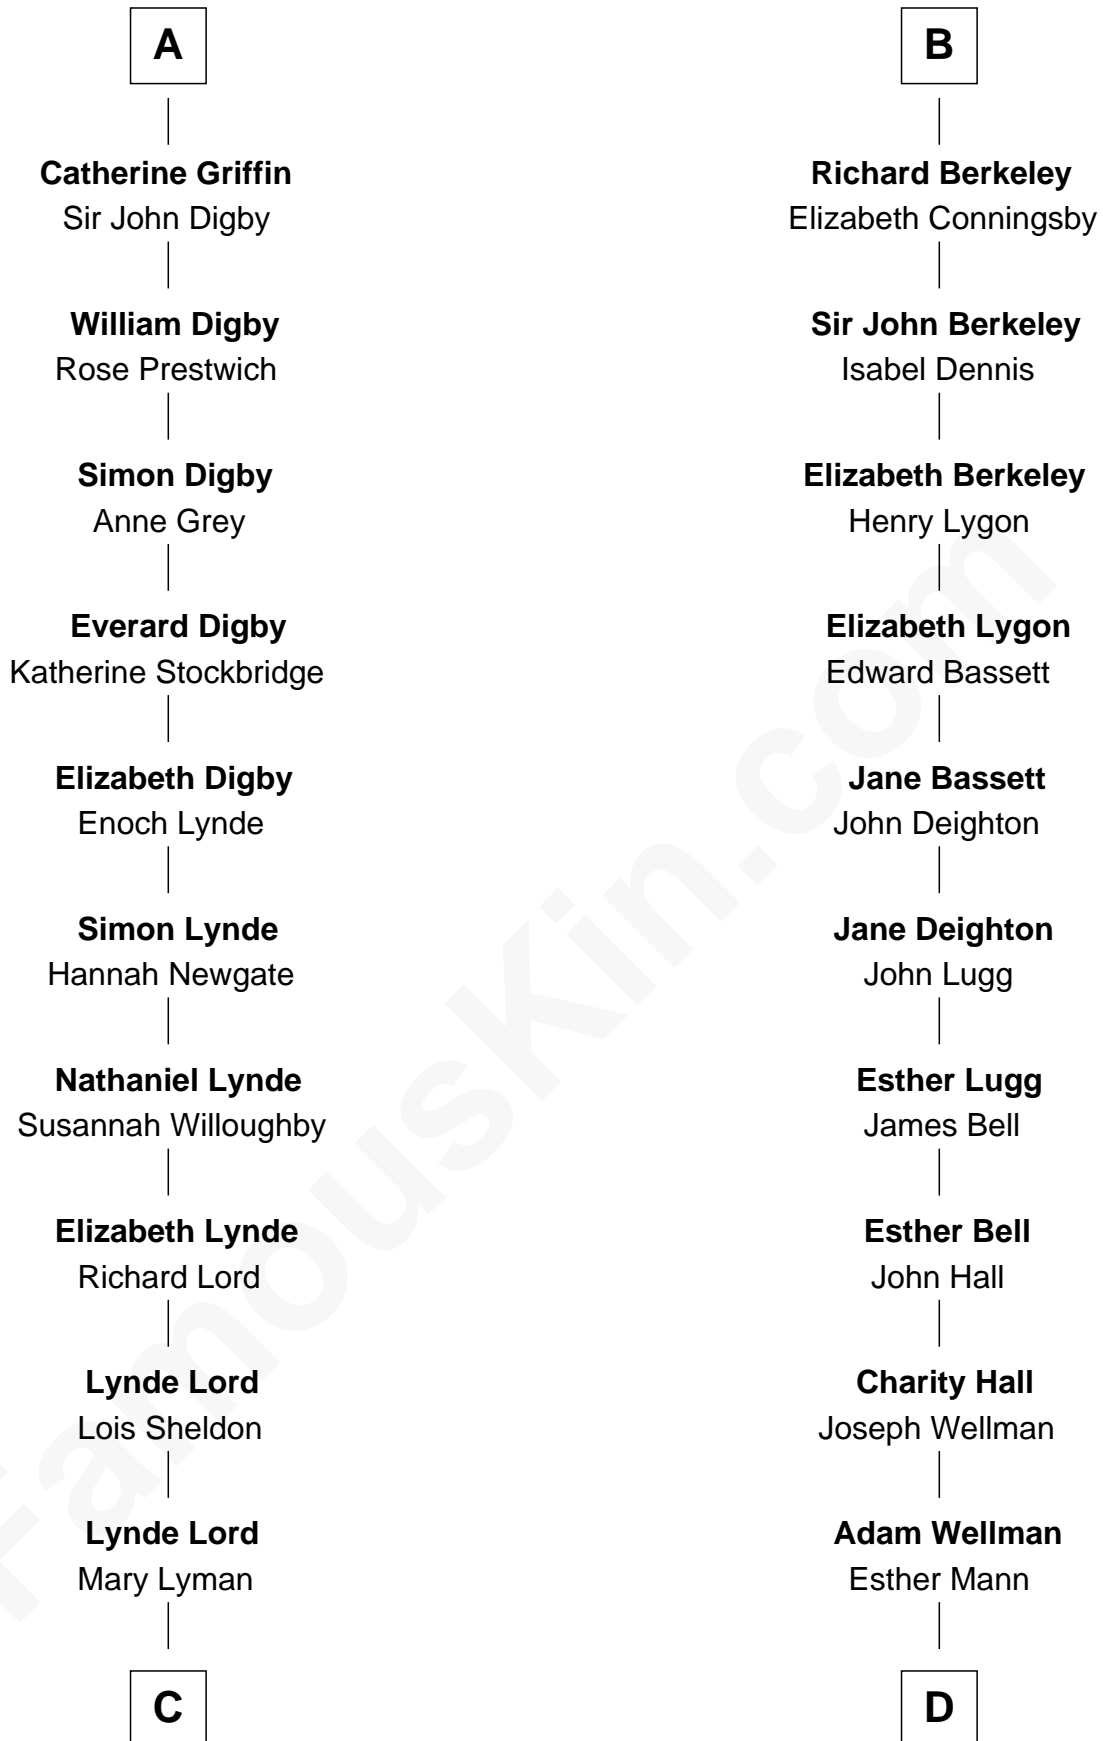 A
Catherine Griffin
Sir John Digby
William Digby
Rose Prestwich
Simon Digby
Anne Grey
Everard Digby
Katherine Stockbridge
Elizabeth Digby
Enoch Lynde
Simon Lynde
Hannah Newgate
Nathaniel Lynde
Susannah Willoughby
Elizabeth Lynde
Richard Lord
Lynde Lord
Lois Sheldon
Lynde Lord
Mary Lyman
C
B
Richard Berkeley
Elizabeth Conningsby
Sir John Berkeley
Isabel Dennis
Elizabeth Berkeley
Henry Lygon
Elizabeth Lygon
Edward Bassett
Jane Bassett
John Deighton
Jane Deighton
John Lugg
Esther Lugg
James Bell
Esther Bell
John Hall
Charity Hall
Joseph Wellman
Adam Wellman
Esther Mann
D
FamousKin.com